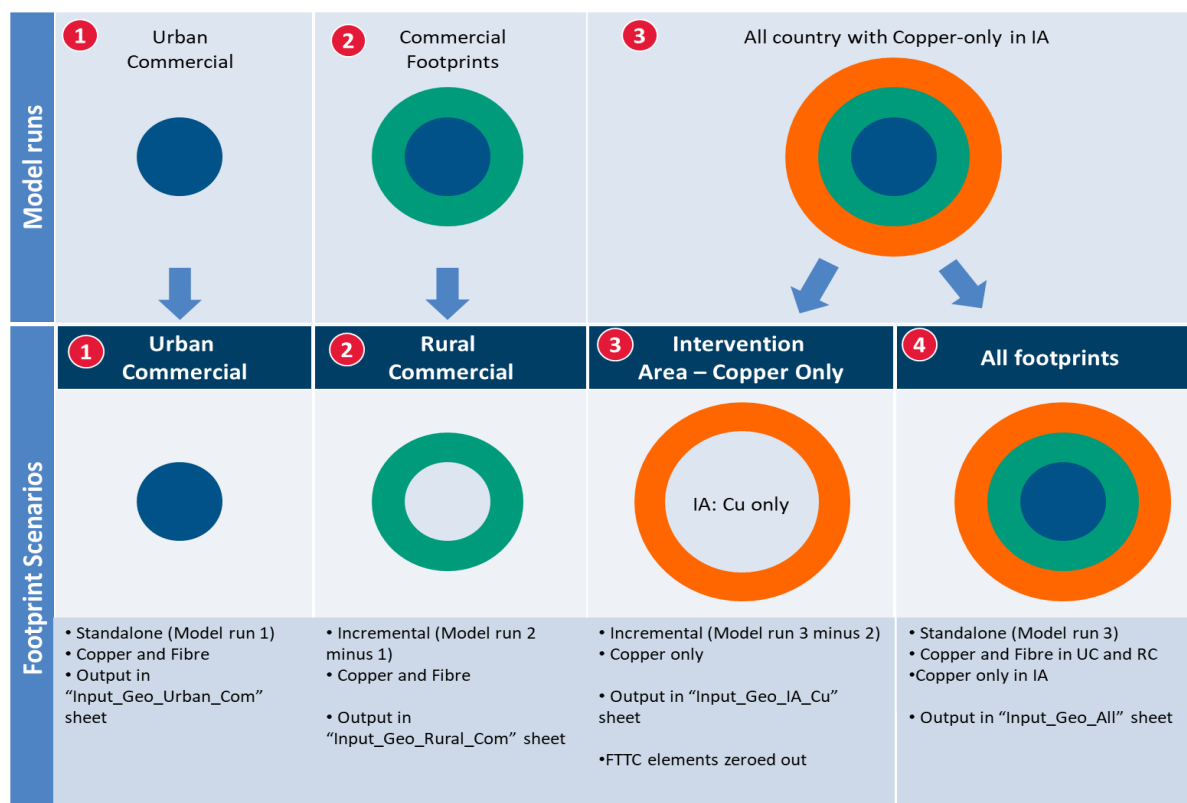 Model runs
1
Urban
Commercial
2
Commercial
Footprints
3
All country with Copper-only in IA
Footprint Scenarios
1
Urban
Commercial
2
Rural
Commercial
3
Intervention
Area – Copper Only
4
All footprints
IA: Cu only
• Standalone (Model run 1)
• Copper and Fibre
• Output in
“Input_Geo_Urban_Com”
sheet
• Incremental (Model run 2
minus 1)
• Copper and Fibre
• Output in
“Input_Geo_Rural_Com” sheet
• Incremental (Model run 3 minus 2)
• Copper only
• Output in “Input_Geo_IA_Cu”
sheet
•FTTC elements zeroed out
• Standalone (Model run 3)
• Copper and Fibre in UC and RC
•Copper only in IA
• Output in “Input_Geo_All” sheet